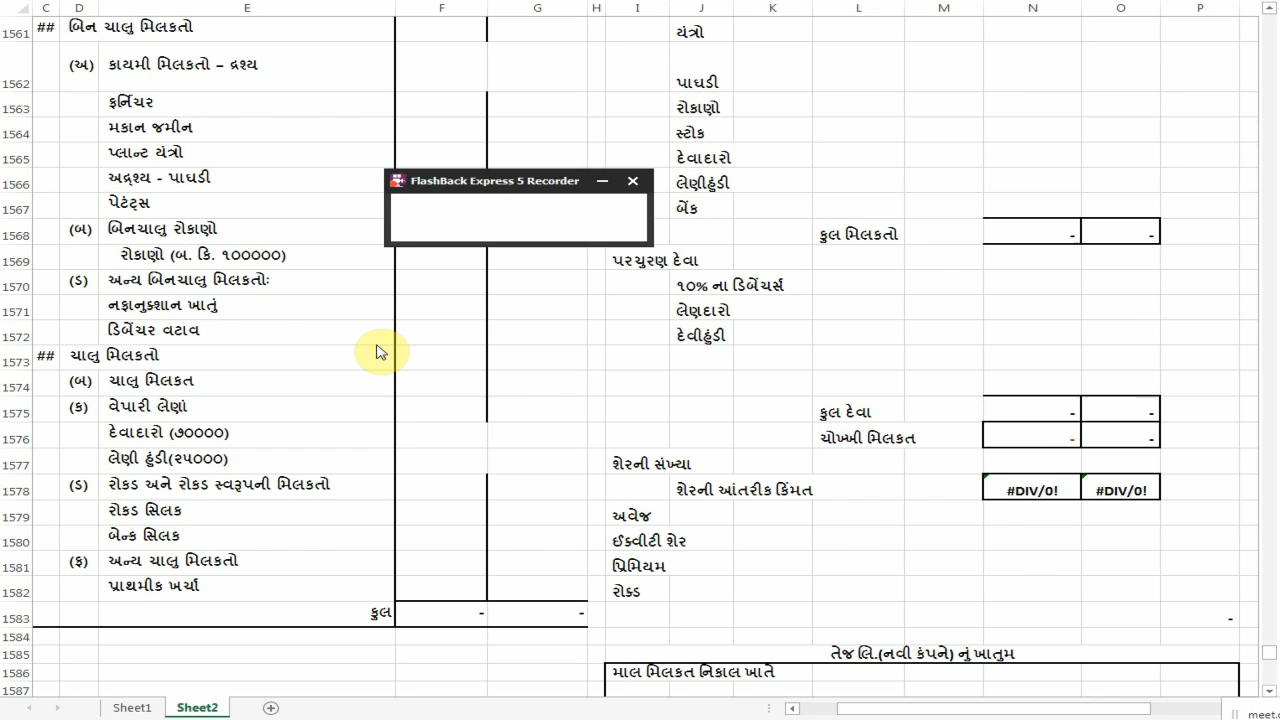 C D E F G H I J K L M N O P
1561 ## બિન ચાલુ મિલકતો યંત્રો
1562 (અ) કાયમી મિલકતો – દ્રશ્ય પાઘડી
1563 ફર્નિચર રોકાણો
1564 મકાન જમીન સ્ટોક
1565 પ્લાન્ટ યંત્રો દેવાદારો
1566 અદ્રશ્ય - પાઘડી લેણીહુંડી
1567 પેટંટ્સ બેંક
1568 (બ) બિનચાલુ રોકાણો કુલ મિલકતો - -
1569 રોકાણો (બ. કિ. ૧૦૦૦૦૦) પરચુરણ દેવા
1570 (ડ) અન્ય બિનચાલુ મિલકતોઃ ૧૦% ના ડિબેંચર્સ
1571 નફાનુક્શાન ખાતું લેણદારો
1572 ડિબેંચર વટાવ દેવીહુંડી
1573 ## ચાલુ મિલકતો
1574 (બ) ચાલુ મિલકત
1575 (ક) વેપારી લેણાં કુલ દેવા - -
1576 દેવાદારો (૭૦૦૦૦) ચોખ્ખી મિલકત - -
1577 લેણી હુંડી(૨૫૦૦૦) શેરની સંખ્યા
1578 (ડ) રોકડ અને રોકડ સ્વરૂપની મિલકતો શેરની આંતરીક કિંમત #DIV/0! #DIV/0!
1579 રોકડ સિલક અવેજ
1580 બેન્ક સિલક ઈક્વીટી શેર
1581 (ફ) અન્ય ચાલુ મિલકતો પ્રિમિયમ
1582 પ્રાથમીક ખર્ચા રોક્ડ
1583 કુલ - - -
1584
1585 તેજ લિ.(નવી કંપને) નું ખાતુમ
1586 માલ મિલકત નિકાલ ખાતે
1587
FlashBack Express 5 Recorder
Sheet1 Sheet2
meet.